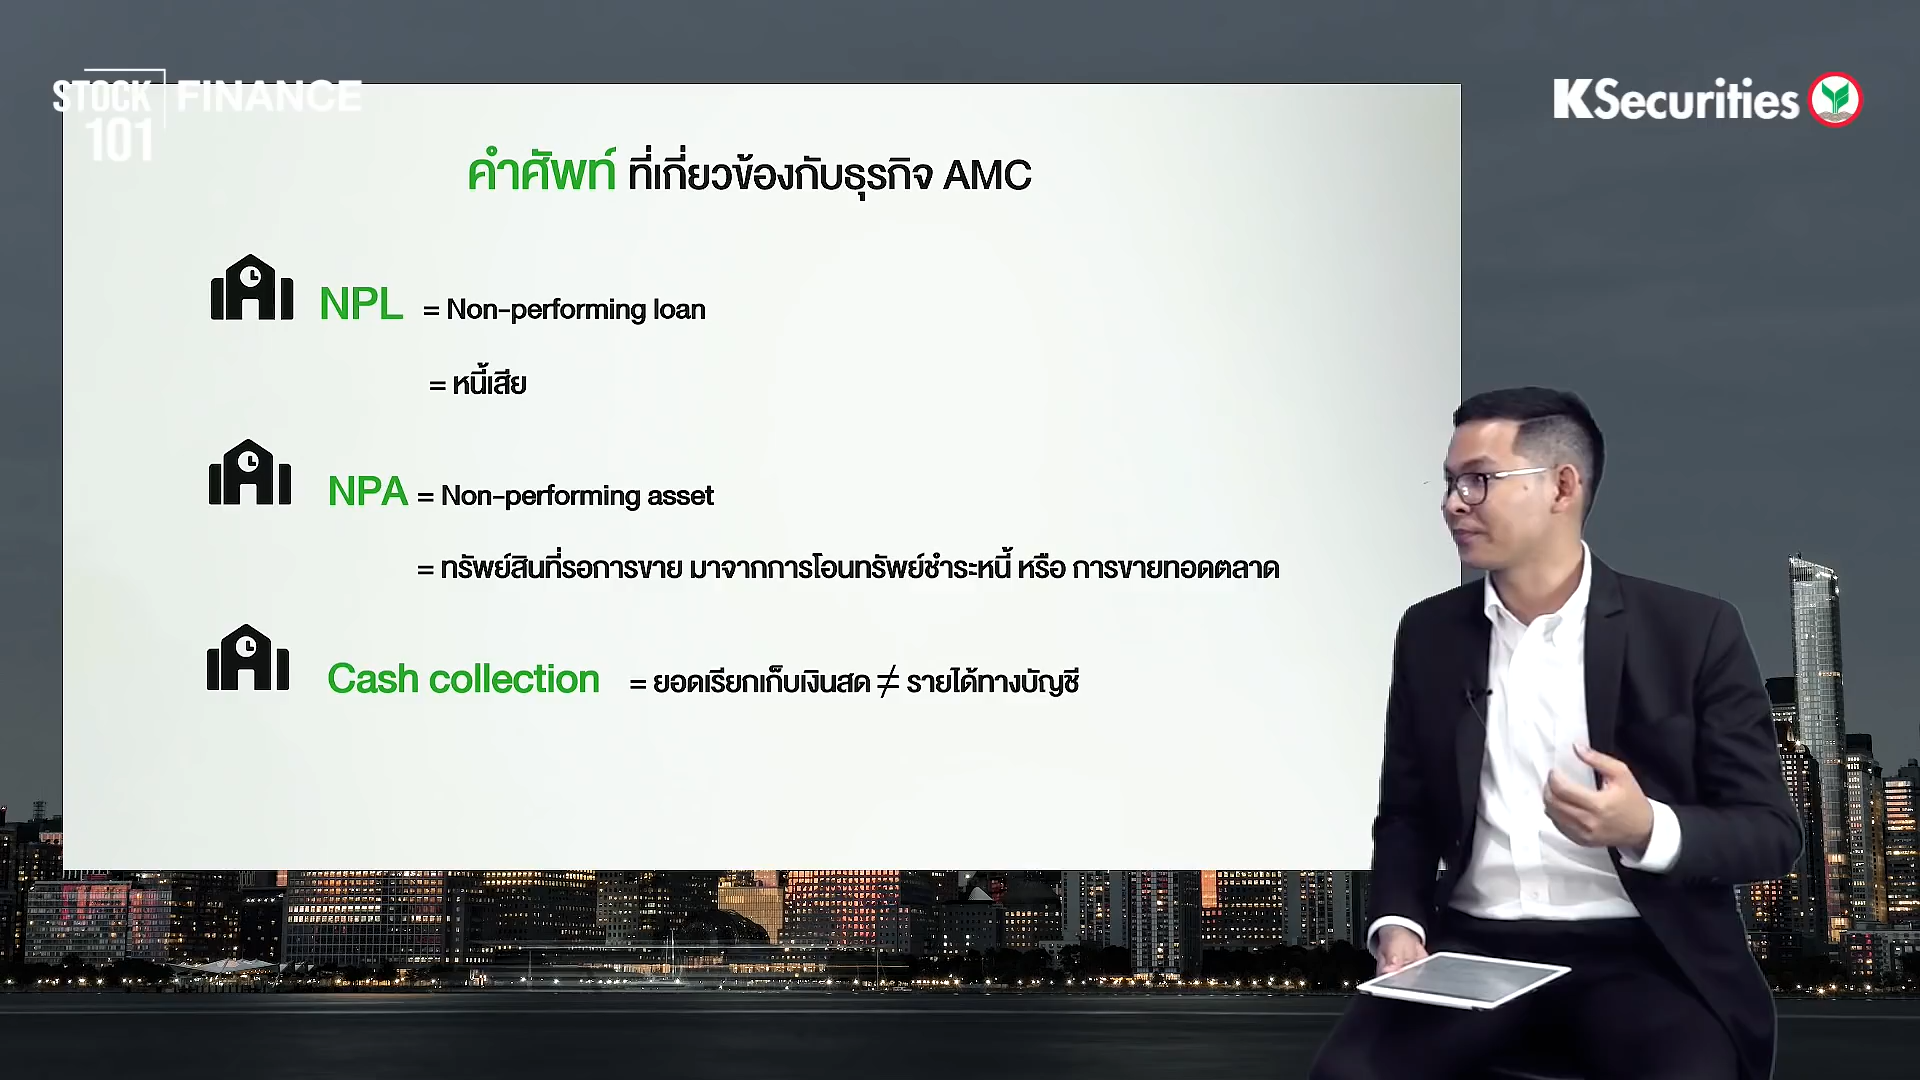 STOCK FINANCE
101
KSecurities
คำศัพท์ ที่เกี่ยวข้องกับธุรกิจ AMC
NPL = Non-performing loan
= หนี้เสีย
NPA = Non-performing asset
= ทรัพย์สินที่รอการขาย มาจากการโอนทรัพย์ชำระหนี้ หรือ การขายทอดตลาด
Cash collection = ยอดเรียกเก็บเงินสด ≠ รายได้ทางบัญชี